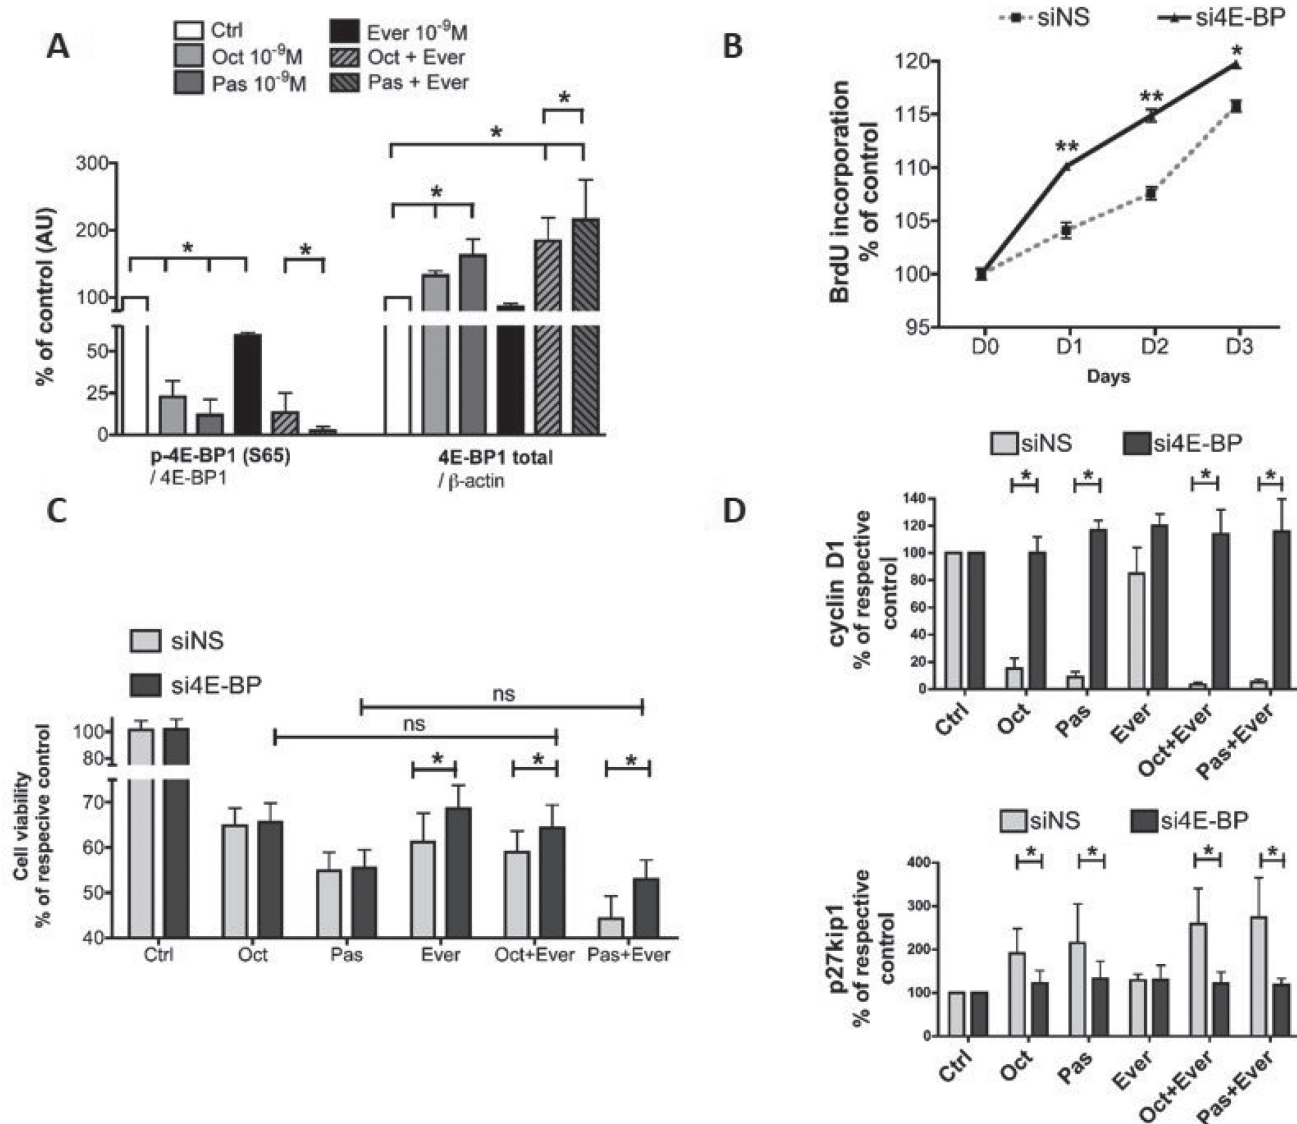 A
Ctrl
Oct 10⁻⁹M
Pas 10⁻⁹M
Ever 10⁻⁹M
Oct + Ever
Pas + Ever
% of control (AU)
300
200
100
50
25
0
*
*
*
*
*
p-4E-BP1 (S65)
/ 4E-BP1
4E-BP1 total
/ β-actin
B
siNS
si4E-BP
BrdU incorporation
% of control
120
115
110
105
100
95
**
**
*
D0
D1
D2
D3
Days
C
siNS
si4E-BP
Cell viability
% of respecive control
100
80
70
60
50
40
ns
ns
*
*
*
Ctrl
Oct
Pas
Ever
Oct+Ever
Pas+Ever
D
siNS
si4E-BP
cyclin D1
% of respective
control
140
120
100
80
60
40
20
0
*
*
*
*
Ctrl
Oct
Pas
Ever
Oct+Ever
Pas+Ever
siNS
si4E-BP
p27kip1
% of respective
control
400
300
200
100
0
*
*
*
*
Ctrl
Oct
Pas
Ever
Oct+Ever
Pas+Ever